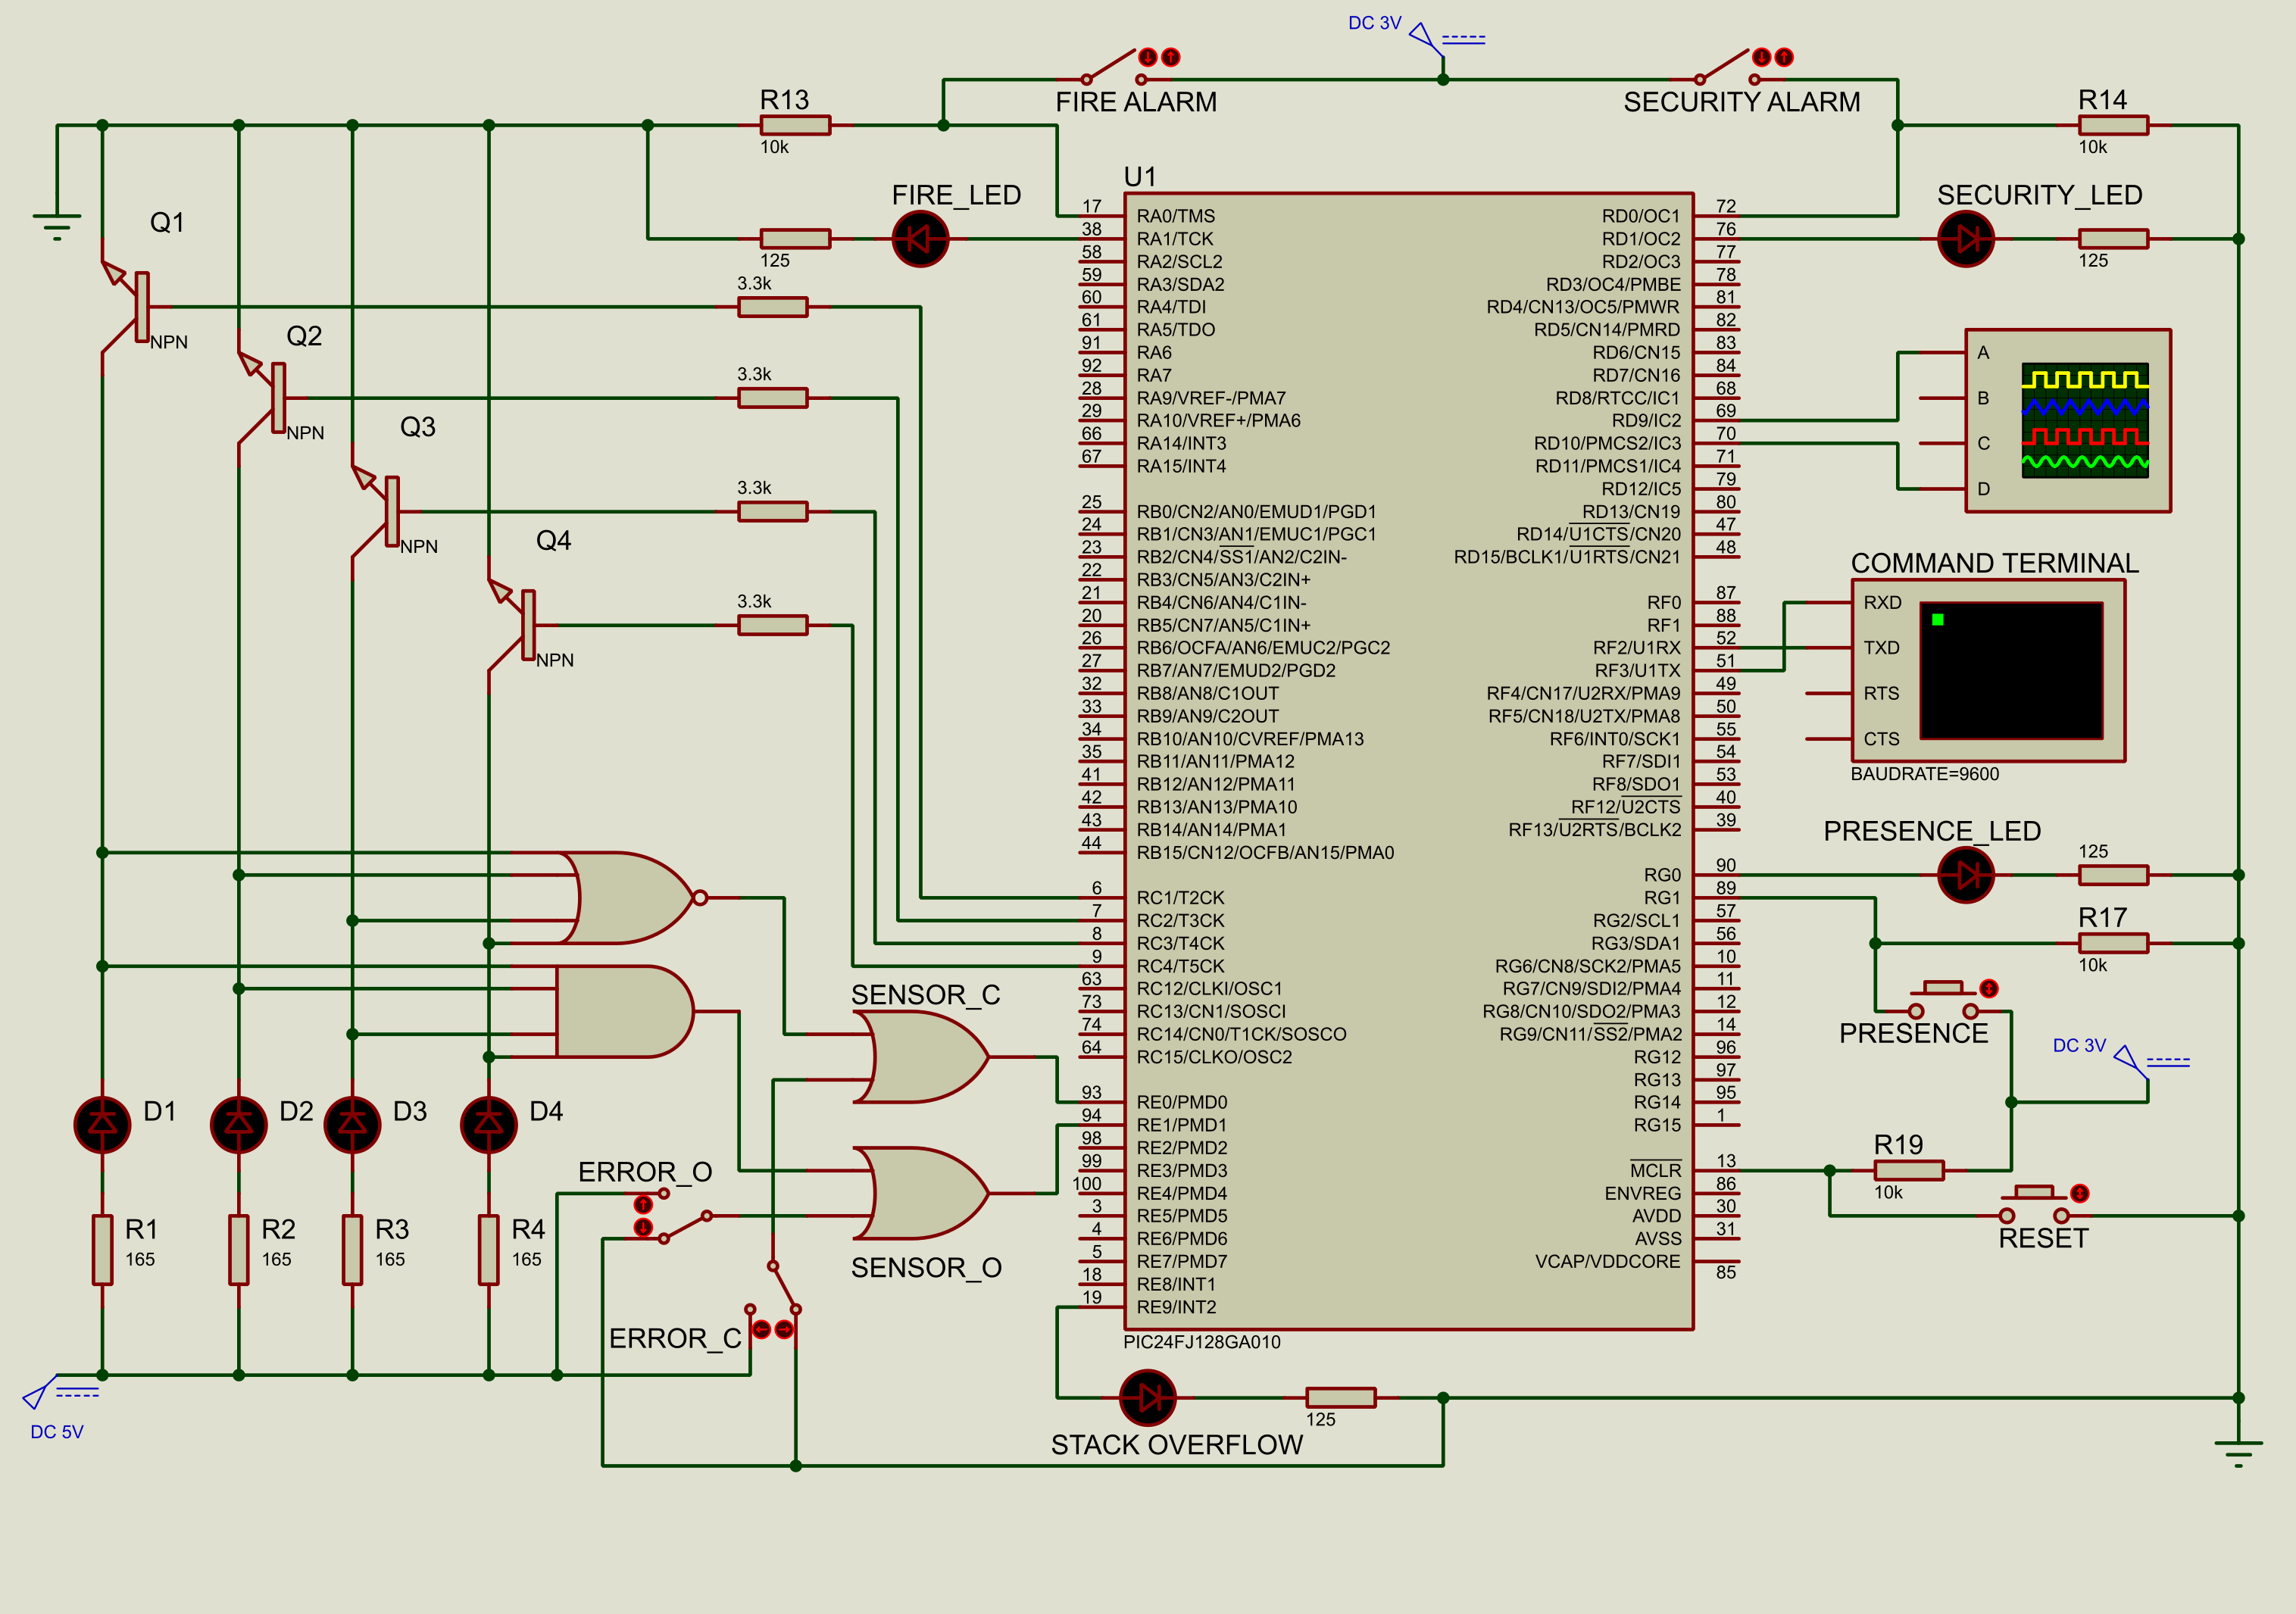 DC 3V
FIRE ALARM
SECURITY ALARM
R13
10k
R14
10k
U1
FIRE_LED
125
SECURITY_LED
125
Q1
NPN
3.3k
Q2
NPN
3.3k
Q3
NPN
3.3k
Q4
NPN
3.3k
17 RA0/TMS
38 RA1/TCK
58 RA2/SCL2
59 RA3/SDA2
60 RA4/TDI
61 RA5/TDO
91 RA6
92 RA7
28 RA9/VREF-/PMA7
29 RA10/VREF+/PMA6
66 RA14/INT3
67 RA15/INT4
25 RB0/CN2/AN0/EMUD1/PGD1
24 RB1/CN3/AN1/EMUC1/PGC1
23 RB2/CN4/SS1/AN2/C2IN-
22 RB3/CN5/AN3/C2IN+
21 RB4/CN6/AN4/C1IN-
20 RB5/CN7/AN5/C1IN+
26 RB6/OCFA/AN6/EMUC2/PGC2
27 RB7/AN7/EMUD2/PGD2
32 RB8/AN8/C1OUT
33 RB9/AN9/C2OUT
34 RB10/AN10/CVREF/PMA13
35 RB11/AN11/PMA12
41 RB12/AN12/PMA11
42 RB13/AN13/PMA10
43 RB14/AN14/PMA1
44 RB15/CN12/OCFB/AN15/PMA0
6 RC1/T2CK
7 RC2/T3CK
8 RC3/T4CK
9 RC4/T5CK
63 RC12/CLKI/OSC1
73 RC13/CN1/SOSCI
74 RC14/CN0/T1CK/SOSCO
64 RC15/CLKO/OSC2
93 RE0/PMD0
94 RE1/PMD1
98 RE2/PMD2
99 RE3/PMD3
100 RE4/PMD4
3 RE5/PMD5
4 RE6/PMD6
5 RE7/PMD7
18 RE8/INT1
19 RE9/INT2
RD0/OC1 72
RD1/OC2 76
RD2/OC3 77
RD3/OC4/PMBE 78
RD4/CN13/OC5/PMWR 81
RD5/CN14/PMRD 82
RD6/CN15 83
RD7/CN16 84
RD8/RTCC/IC1 68
RD9/IC2 69
RD10/PMCS2/IC3 70
RD11/PMCS1/IC4 71
RD12/IC5 79
RD13/CN19 80
RD14/U1CTS/CN20 47
RD15/BCLK1/U1RTS/CN21 48
RF0 87
RF1 88
RF2/U1RX 52
RF3/U1TX 51
RF4/CN17/U2RX/PMA9 49
RF5/CN18/U2TX/PMA8 50
RF6/INT0/SCK1 55
RF7/SDI1 54
RF8/SDO1 53
RF12/U2CTS 40
RF13/U2RTS/BCLK2 39
RG0 90
RG1 89
RG2/SCL1 57
RG3/SDA1 56
RG6/CN8/SCK2/PMA5 10
RG7/CN9/SDI2/PMA4 11
RG8/CN10/SDO2/PMA3 12
RG9/CN11/SS2/PMA2 14
RG12 96
RG13 97
RG14 95
RG15 1
MCLR 13
ENVREG 86
AVDD 30
AVSS 31
VCAP/VDDCORE 85
PIC24FJ128GA010
A
B
C
D
COMMAND TERMINAL
RXD
TXD
RTS
CTS
BAUDRATE=9600
PRESENCE_LED
125
R17
10k
PRESENCE
DC 3V
R19
10k
RESET
SENSOR_C
SENSOR_O
ERROR_O
ERROR_C
D1
D2
D3
D4
R1
165
R2
165
R3
165
R4
165
DC 5V
125
STACK OVERFLOW